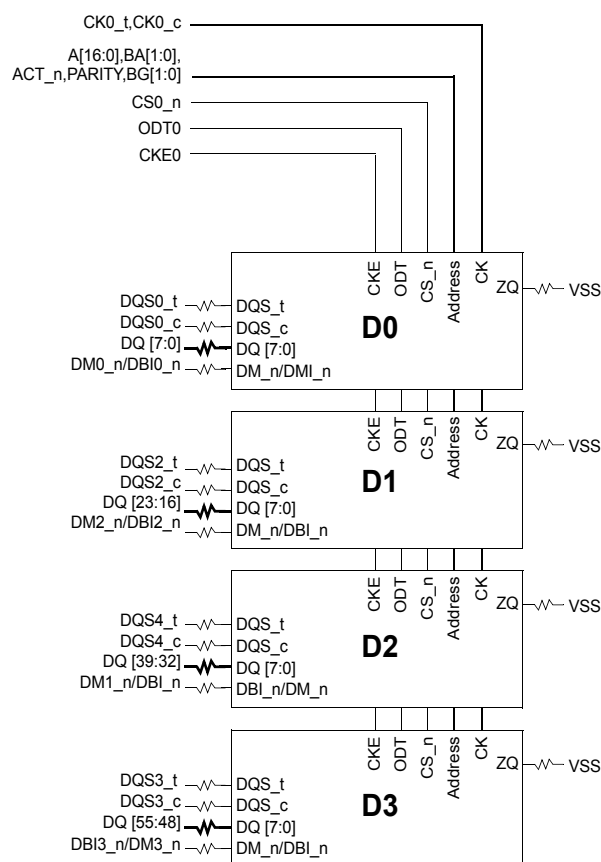 CK0_t,CK0_c
A[16:0],BA[1:0],
ACT_n,PARITY,BG[1:0]
CS0_n
ODT0
CKE0
CKE
ODT
CS_n
Address
CK
ZQ
VSS
D0
DQS0_t
DQS_t
DQS0_c
DQS_c
DQ [7:0]
DQ [7:0]
DM0_n/DBI0_n
DM_n/DMI_n
CKE
ODT
CS_n
Address
CK
ZQ
VSS
D1
DQS2_t
DQS_t
DQS2_c
DQS_c
DQ [23:16]
DQ [7:0]
DM2_n/DBI2_n
DM_n/DBI_n
CKE
ODT
CS_n
Address
CK
ZQ
VSS
D2
DQS4_t
DQS_t
DQS4_c
DQS_c
DQ [39:32]
DQ [7:0]
DM1_n/DBI_n
DBI_n/DM_n
CKE
ODT
CS_n
Address
CK
ZQ
VSS
D3
DQS3_t
DQS_t
DQS3_c
DQS_c
DQ [55:48]
DQ [7:0]
DBI3_n/DM3_n
DM_n/DBI_n